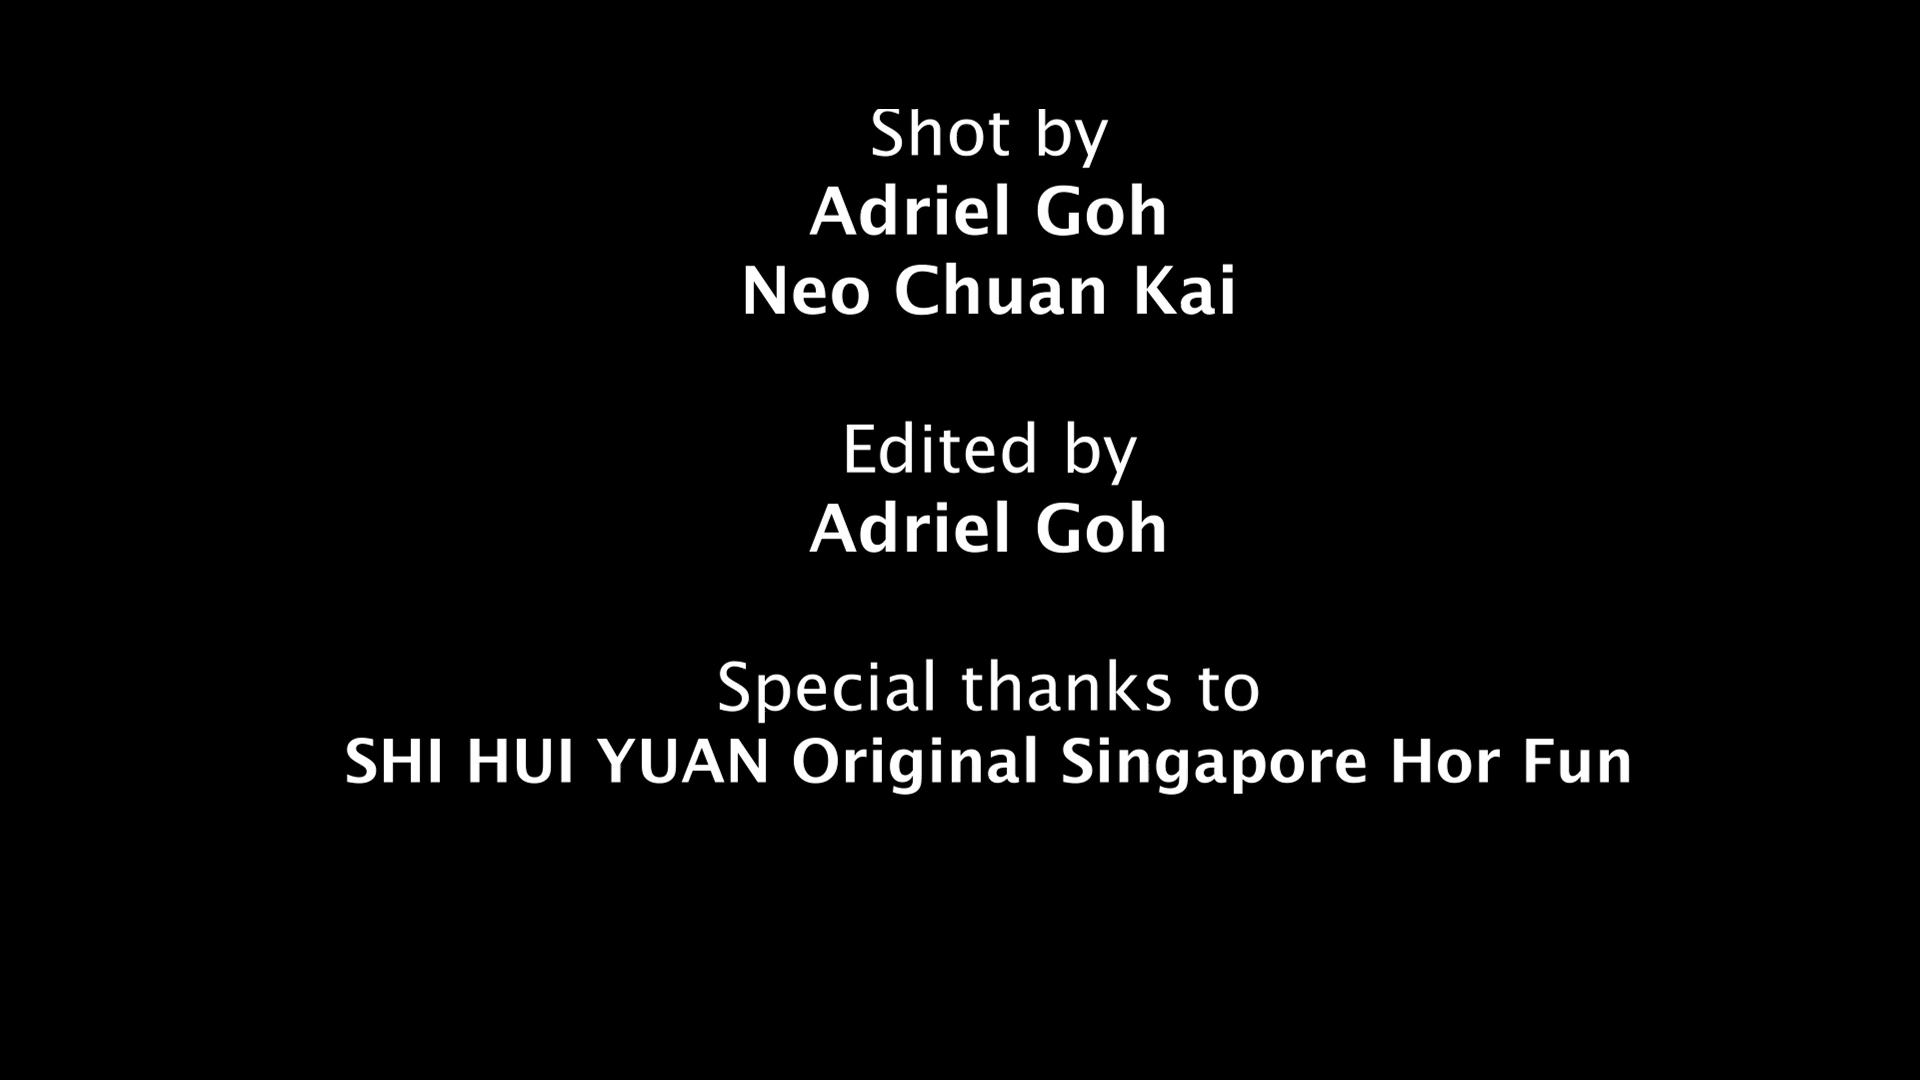 Shot by
Adriel Goh
Neo Chuan Kai
Edited by
Adriel Goh
Special thanks to
SHI HUI YUAN Original Singapore Hor Fun